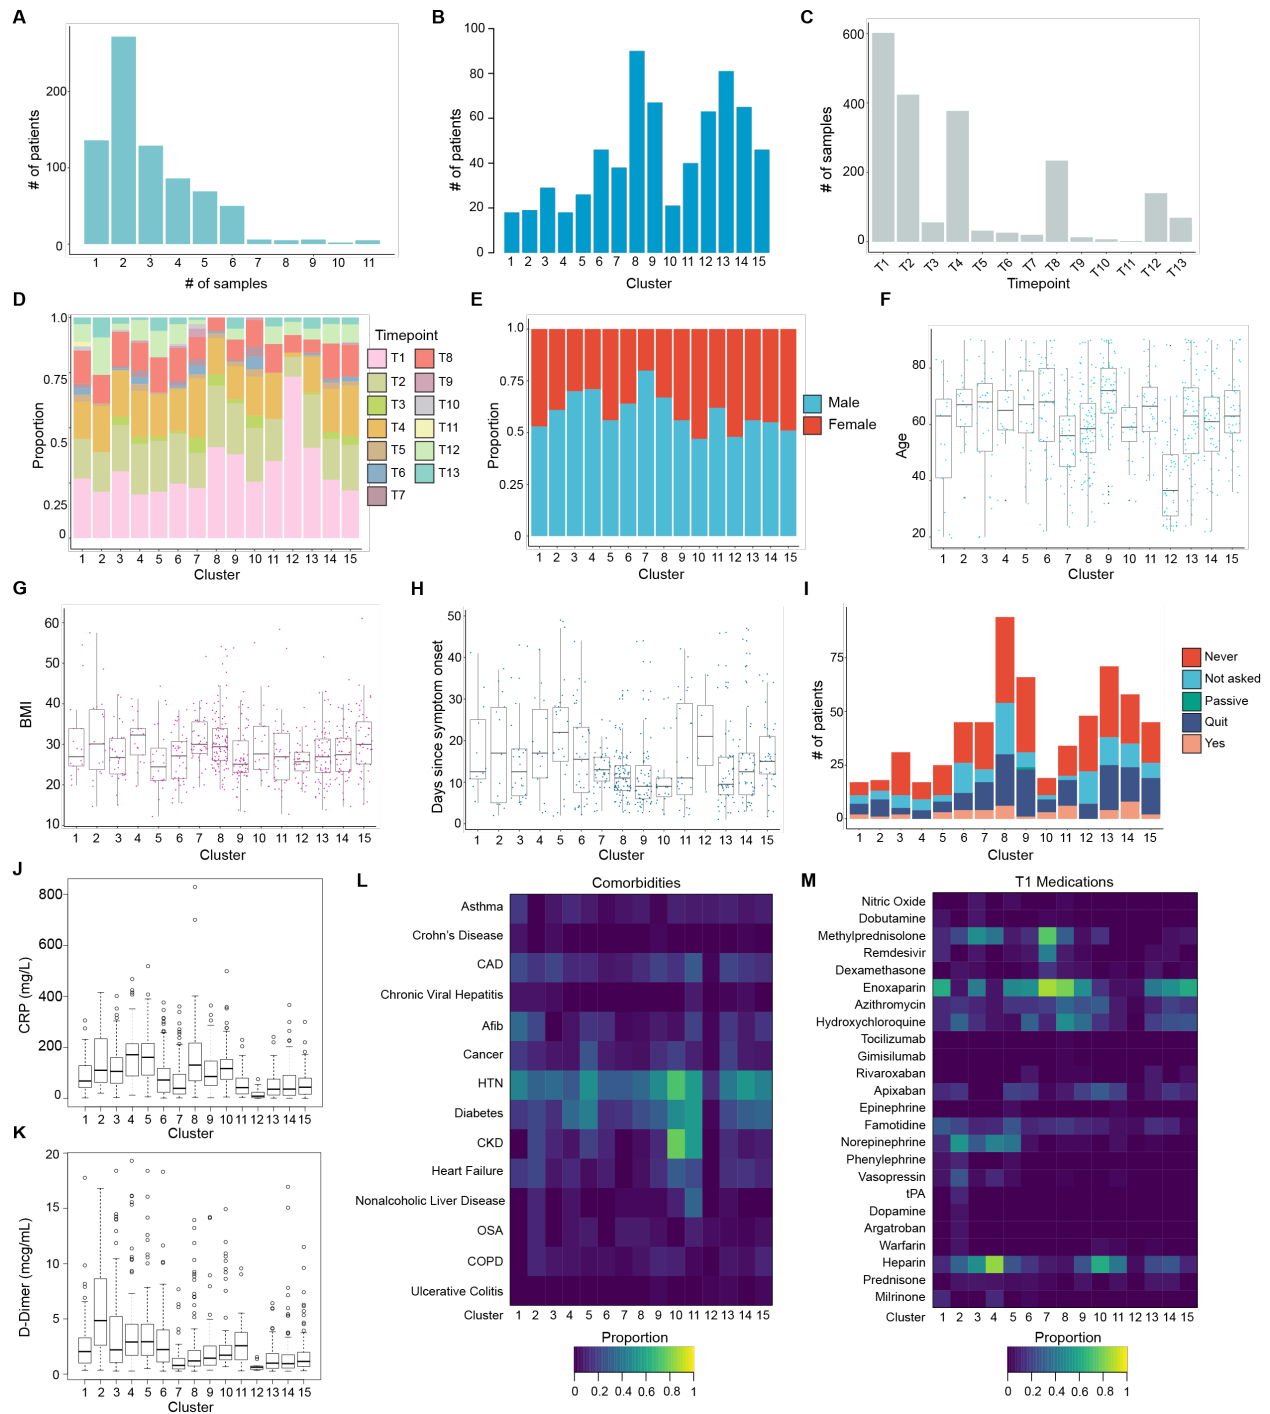 A
# of patients
200
100
0
1 2 3 4 5 6 7 8 9 10 11
# of samples
B
# of patients
100
80
60
40
20
0
1 2 3 4 5 6 7 8 9 10 11 12 13 14 15
Cluster
C
# of samples
600
400
200
0
T1 T2 T3 T4 T5 T6 T7 T8 T9 T10 T11 T12 T13
Timepoint
D
Proportion
1.0
0.75
0.5
0.25
0
1 2 3 4 5 6 7 8 9 10 11 12 13 14 15
Cluster
Timepoint
T1 T8
T2 T9
T3 T10
T4 T11
T5 T12
T6 T13
T7
E
Proportion
1.0
0.75
0.5
0.25
0
1 2 3 4 5 6 7 8 9 10 11 12 13 14 15
Cluster
Male
Female
F
Age
80
60
40
20
1 2 3 4 5 6 7 8 9 10 11 12 13 14 15
Cluster
G
BMI
60
50
40
30
20
10
1 2 3 4 5 6 7 8 9 10 11 12 13 14 15
Cluster
H
Days since symptom onset
50
40
30
20
10
0
1 2 3 4 5 6 7 8 9 10 11 12 13 14 15
Cluster
I
# of patients
75
50
25
0
1 2 3 4 5 6 7 8 9 10 11 12 13 14 15
Cluster
Never
Not asked
Passive
Quit
Yes
J
CRP (mg/L)
800
600
400
200
0
1 2 3 4 5 6 7 8 9 10 11 12 13 14 15
Cluster
K
D-Dimer (mcg/mL)
20
15
10
5
0
1 2 3 4 5 6 7 8 9 10 11 12 13 14 15
Cluster
L
Comorbidities
Asthma
Crohn's Disease
CAD
Chronic Viral Hepatitis
Afib
Cancer
HTN
Diabetes
CKD
Heart Failure
Nonalcoholic Liver Disease
OSA
COPD
Ulcerative Colitis
Cluster 1 2 3 4 5 6 7 8 9 10 11 12 13 14 15
Proportion
0 0.2 0.4 0.6 0.8 1
M
T1 Medications
Nitric Oxide
Dobutamine
Methylprednisolone
Remdesivir
Dexamethasone
Enoxaparin
Azithromycin
Hydroxychloroquine
Tocilizumab
Gimisilumab
Rivaroxaban
Apixaban
Epinephrine
Famotidine
Norepinephrine
Phenylephrine
Vasopressin
tPA
Dopamine
Argatroban
Warfarin
Heparin
Prednisone
Milrinone
Cluster 1 2 3 4 5 6 7 8 9 10 11 12 13 14 15
Proportion
0 0.2 0.4 0.6 0.8 1